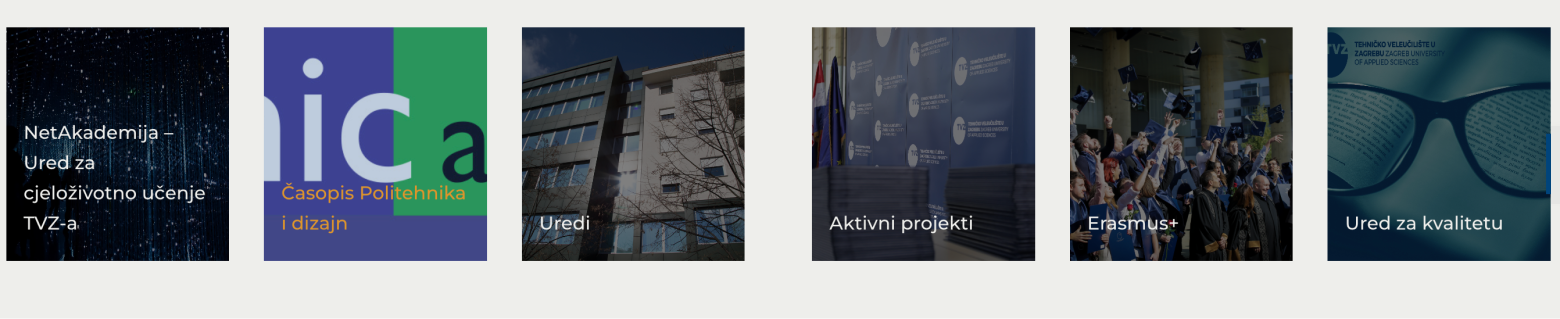 NetAkademija –
Ured za
cjeloživotno učenje
TVZ-a
nic a
Časopis Politehnika
i dizajn
Uredi
Aktivni projekti
Erasmus+
TVZ
TEHNIČKO VELEUČILIŠTE U
ZAGREBU ZAGREB UNIVERSITY
OF APPLIED SCIENCES
Ured za kvalitetu